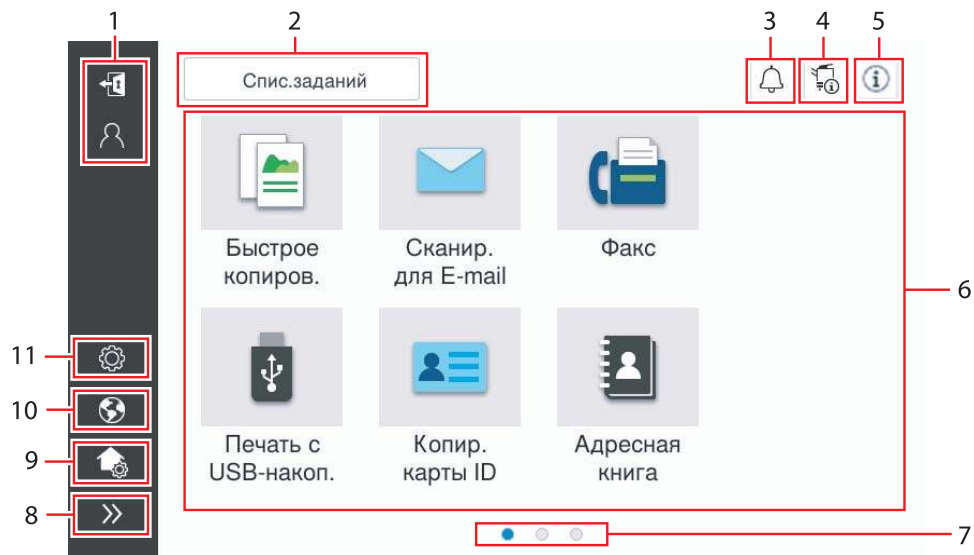 1
2
3
4
5
Спис.заданий
Быстрое
копиров.
Сканир.
для E-mail
Факс
6
Печать с
USB-накоп.
Копир.
карты ID
Адресная
книга
11
10
9
8
7